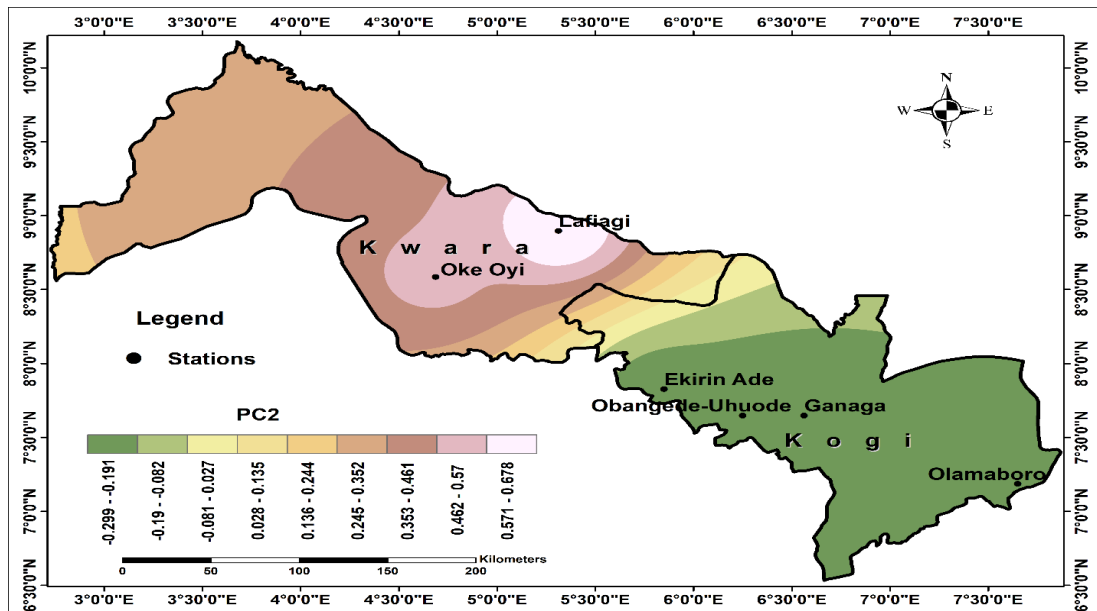 3°0'0"E 3°30'0"E 4°0'0"E 4°30'0"E 5°0'0"E 5°30'0"E 6°0'0"E 6°30'0"E 7°0'0"E 7°30'0"E
10°0'0"N 10°0'0"N
N
W E
S
9°30'0"N 9°30'0"N
9°0'0"N 9°0'0"N
Lafiagi
Kwara
Oke Oyi
8°30'0"N 8°30'0"N
Legend
Stations
8°0'0"N 8°0'0"N
Ekirin Ade
Obangede-Uhuode Ganaga
PC2
7°30'0"N 7°30'0"N
Kogi
Olamaboro
-0.299 - -0.191
-0.19 - -0.082
-0.081 - 0.027
0.028 - 0.135
0.136 - 0.244
0.245 - 0.352
0.353 - 0.461
0.462 - 0.57
0.571 - 0.678
7°0'0"N 7°0'0"N
Kilometers
0 50 100 150 200
6°30'0"N 6°30'0"N
3°0'0"E 3°30'0"E 4°0'0"E 4°30'0"E 5°0'0"E 5°30'0"E 6°0'0"E 6°30'0"E 7°0'0"E 7°30'0"E